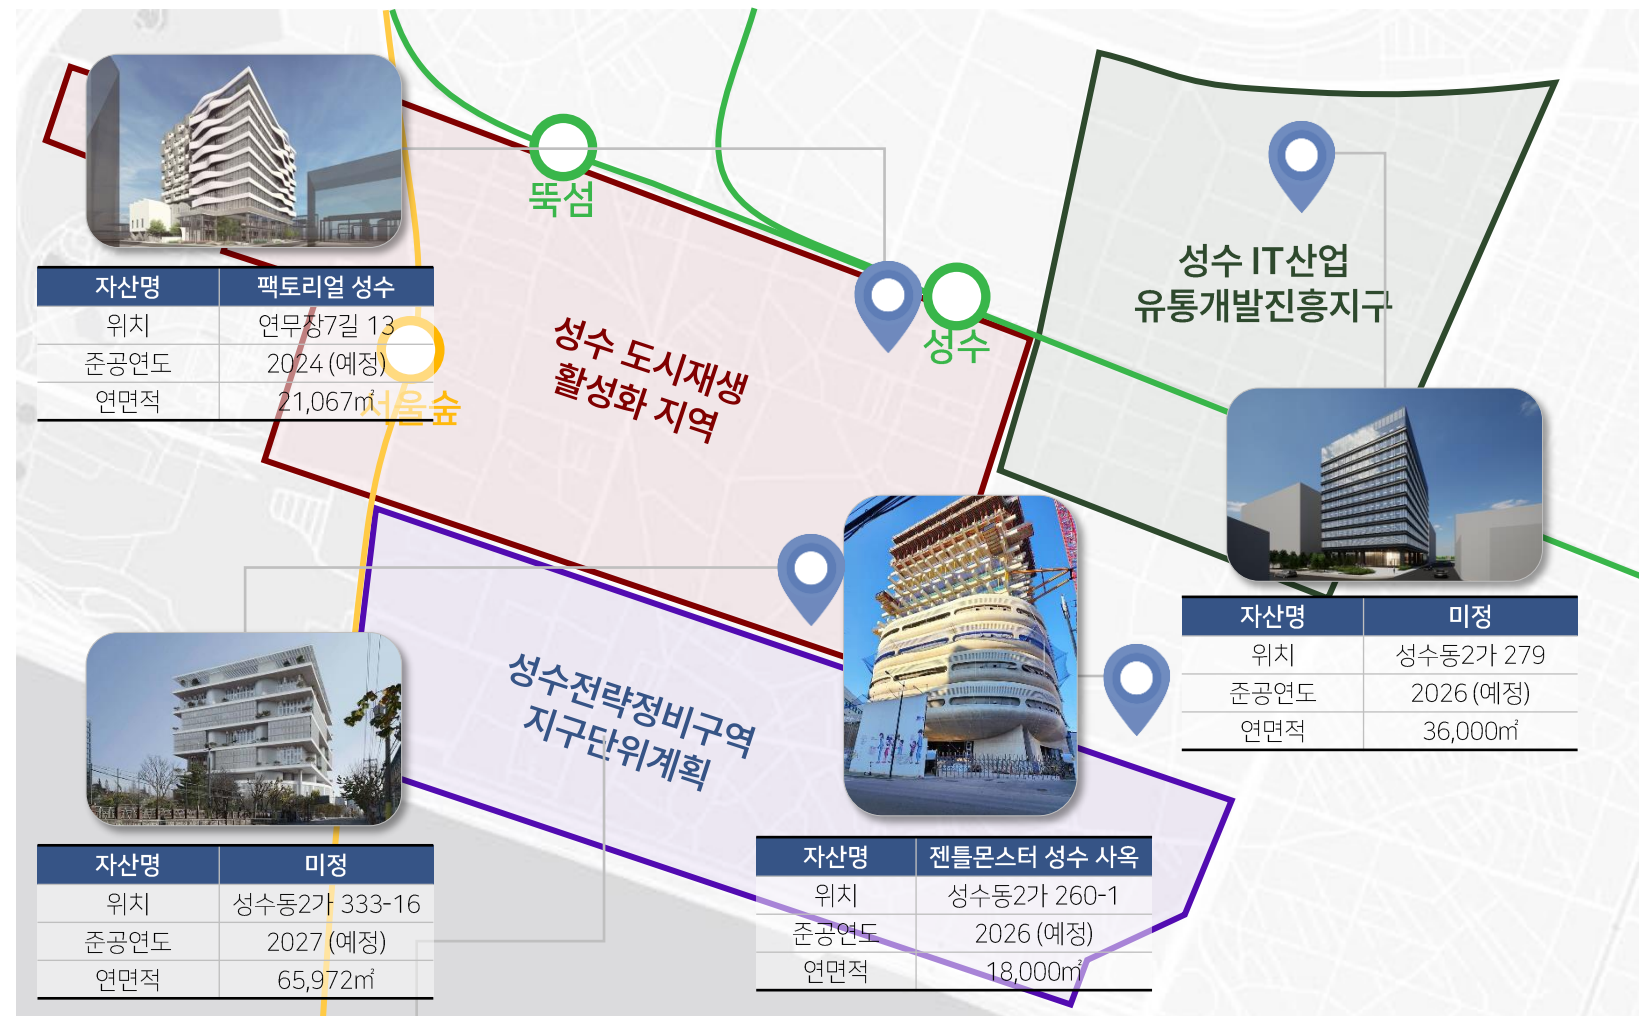 뚝섬
성수 IT산업
유통개발진흥지구
자산명 팩토리얼 성수
위치 연무장7길 13
준공연도 2024 (예정)
연면적 21,067㎡
서울숲
성수 도시재생
활성화 지역
성수
성수전략정비구역
지구단위계획
자산명 미정
위치 성수동2가 279
준공연도 2026 (예정)
연면적 36,000㎡
자산명 미정
위치 성수동2가 333-16
준공연도 2027 (예정)
연면적 65,972㎡
자산명 젠틀몬스터 성수 사옥
위치 성수동2가 260-1
준공연도 2026 (예정)
연면적 18,000㎡